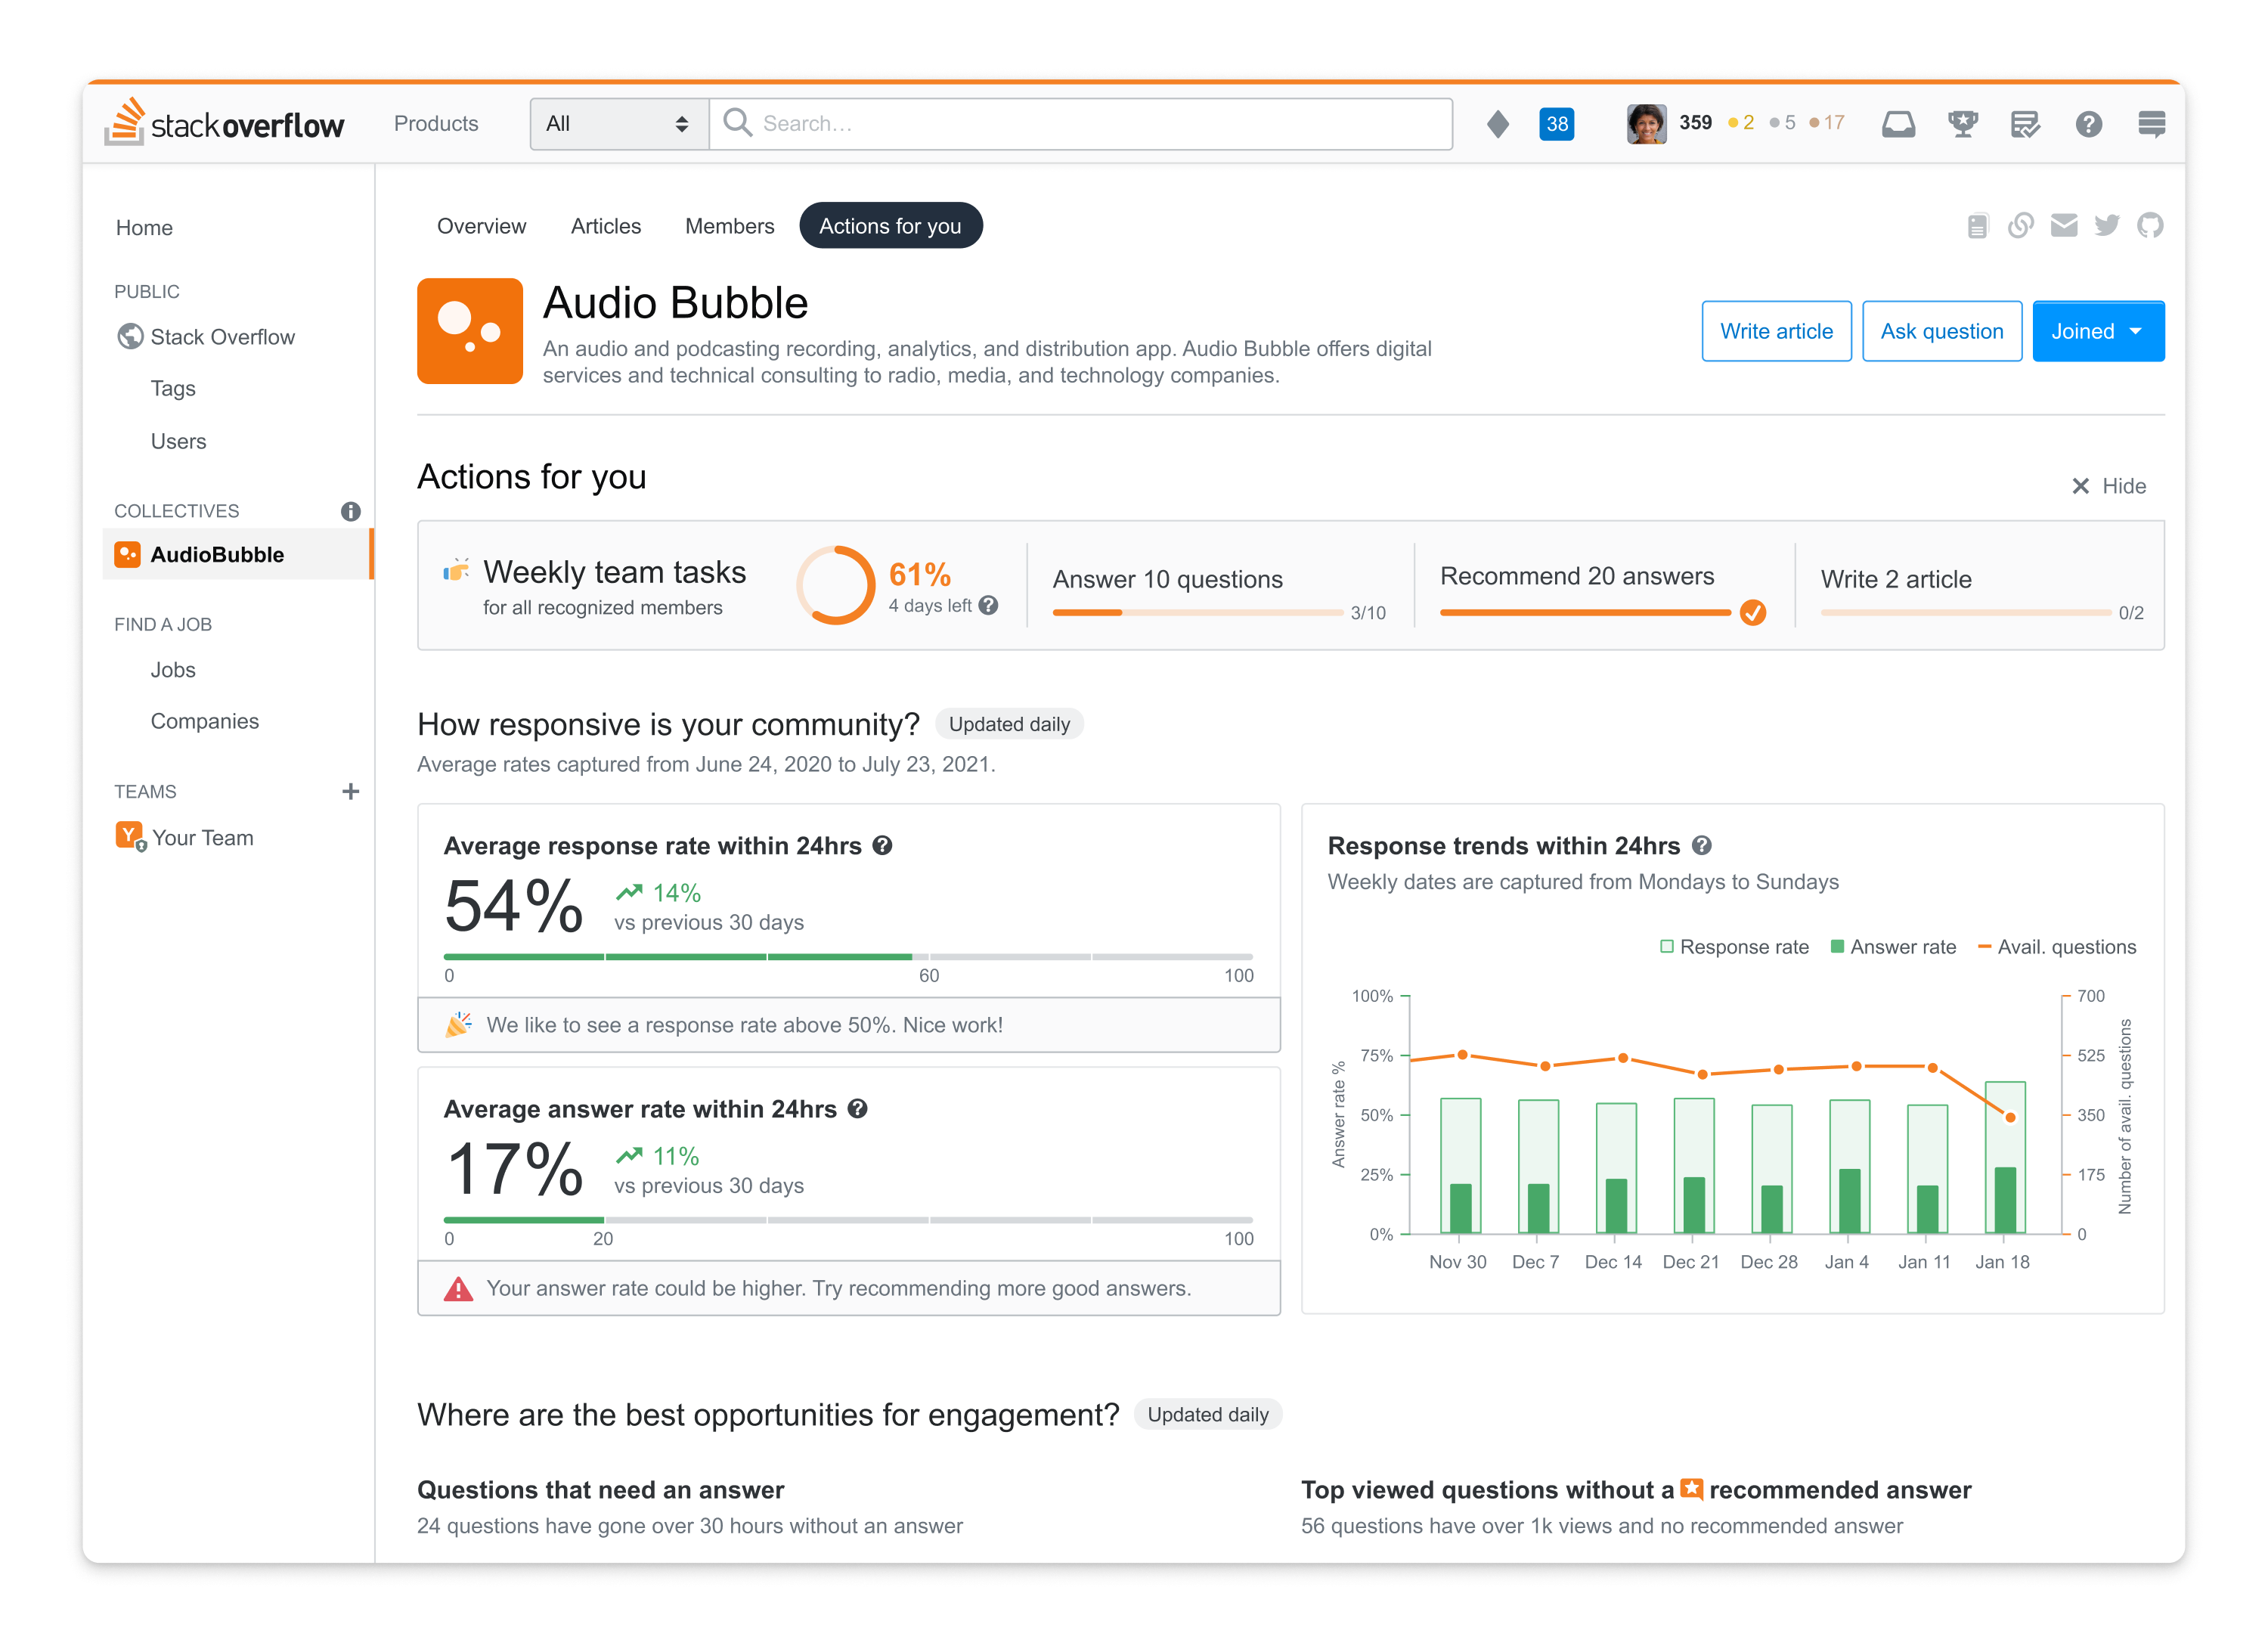 stackoverflow
Products
All
Search...
38
359 2 5 17
Home
PUBLIC
Stack Overflow
Tags
Users
COLLECTIVES
AudioBubble
FIND A JOB
Jobs
Companies
TEAMS
Y Your Team
Overview Articles Members Actions for you
Audio Bubble
An audio and podcasting recording, analytics, and distribution app. Audio Bubble offers digital
services and technical consulting to radio, media, and technology companies.
Write article Ask question Joined
Actions for you
Hide
Weekly team tasks
for all recognized members
61%
4 days left
Answer 10 questions
3/10
Recommend 20 answers
Write 2 article
0/2
How responsive is your community? Updated daily
Average rates captured from June 24, 2020 to July 23, 2021.
Average response rate within 24hrs
54%
14%
vs previous 30 days
0 60 100
We like to see a response rate above 50%. Nice work!
Average answer rate within 24hrs
17%
11%
vs previous 30 days
0 20 100
Your answer rate could be higher. Try recommending more good answers.
Response trends within 24hrs
Weekly dates are captured from Mondays to Sundays
Response rate Answer rate Avail. questions
Answer rate %
100%
75%
50%
25%
0%
700
525
350
175
0
Number of avail. questions
Nov 30 Dec 7 Dec 14 Dec 21 Dec 28 Jan 4 Jan 11 Jan 18
Where are the best opportunities for engagement? Updated daily
Questions that need an answer
24 questions have gone over 30 hours without an answer
Top viewed questions without a recommended answer
56 questions have over 1k views and no recommended answer